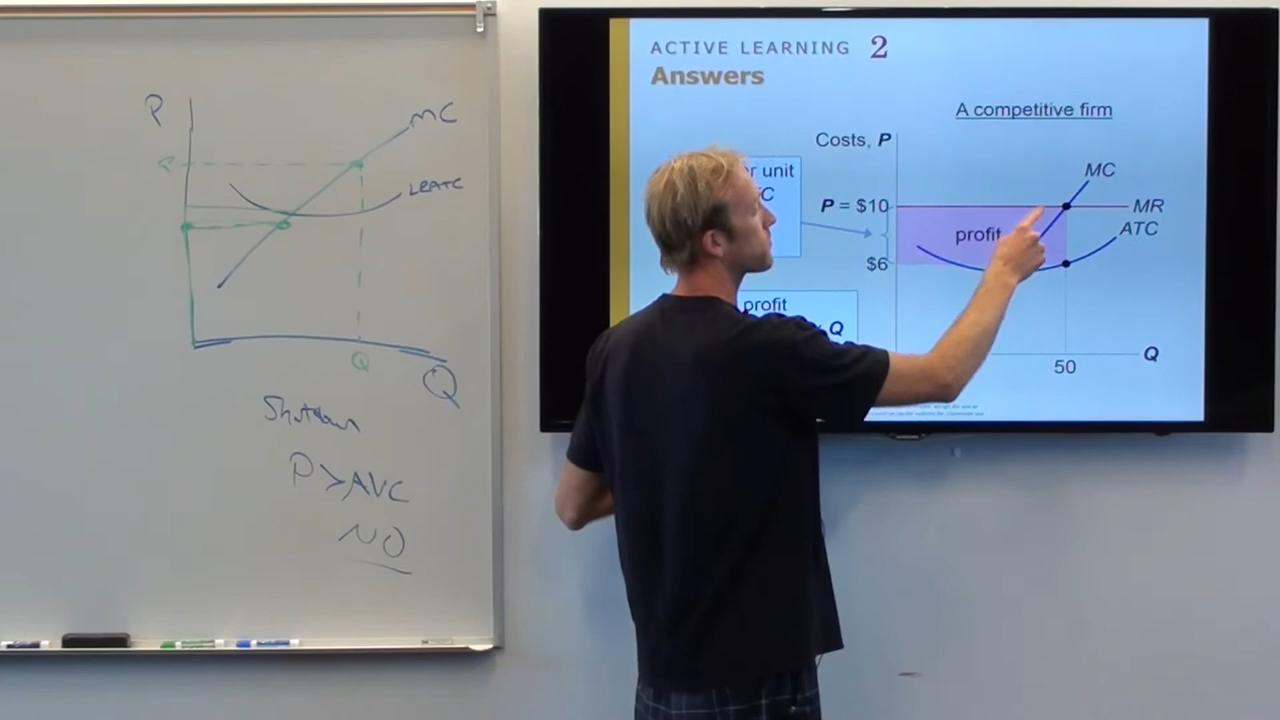 P
MC
LRATC
P
Q
Q
Shutdown
P>AVC
NO
ACTIVE LEARNING 2
Answers
A competitive firm
Costs, P
MC
unit
P = $10
MR
profit
ATC
$6
profit
Q
Q
50